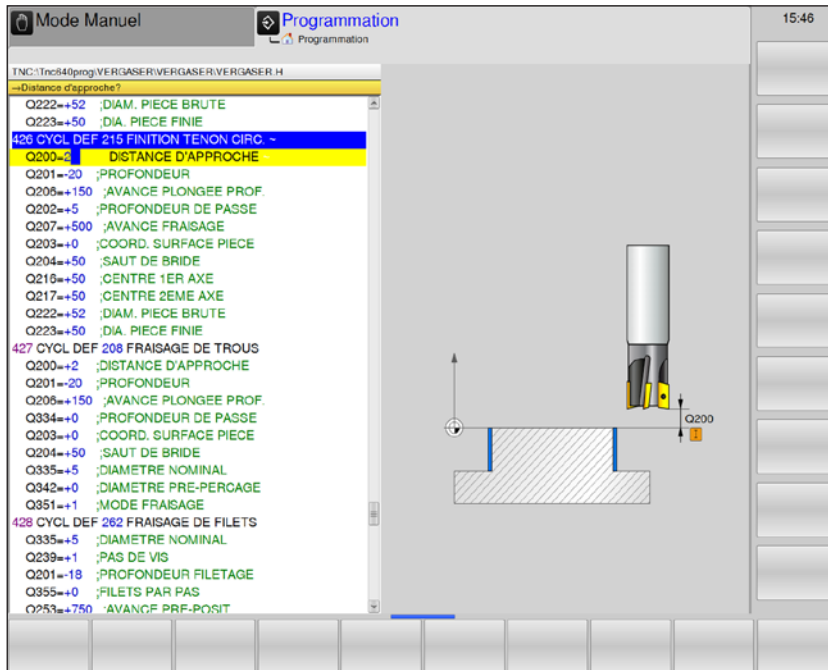 Mode Manuel
Programmation
Programmation
15:46
TNC:\Tnc640prog\VERGASER\VERGASER\VERGASER.H
→Distance d'approche?
Q222=+52 ;DIAM. PIECE BRUTE
Q223=+50 ;DIA. PIECE FINIE
426 CYCL DEF 215 FINITION TENON CIRC. ~
Q200=2 DISTANCE D'APPROCHE ~
Q201=-20 ;PROFONDEUR
Q206=+150 ;AVANCE PLONGEE PROF.
Q202=+5 ;PROFONDEUR DE PASSE
Q207=+500 ;AVANCE FRAISAGE
Q203=+0 ;COORD. SURFACE PIECE
Q204=+50 ;SAUT DE BRIDE
Q216=+50 ;CENTRE 1ER AXE
Q217=+50 ;CENTRE 2EME AXE
Q222=+52 ;DIAM. PIECE BRUTE
Q223=+50 ;DIA. PIECE FINIE
427 CYCL DEF 208 FRAISAGE DE TROUS
Q200=+2 ;DISTANCE D'APPROCHE
Q201=-20 ;PROFONDEUR
Q206=+150 ;AVANCE PLONGEE PROF.
Q334=+0 ;PROFONDEUR DE PASSE
Q203=+0 ;COORD. SURFACE PIECE
Q204=+50 ;SAUT DE BRIDE
Q335=+5 ;DIAMETRE NOMINAL
Q342=+0 ;DIAMETRE PRE-PERCAGE
Q351=+1 ;MODE FRAISAGE
428 CYCL DEF 262 FRAISAGE DE FILETS
Q335=+5 ;DIAMETRE NOMINAL
Q239=+1 ;PAS DE VIS
Q201=-18 ;PROFONDEUR FILETAGE
Q355=+0 ;FILETS PAR PAS
Q253=+750 ;AVANCE PRE-POSIT
Q200